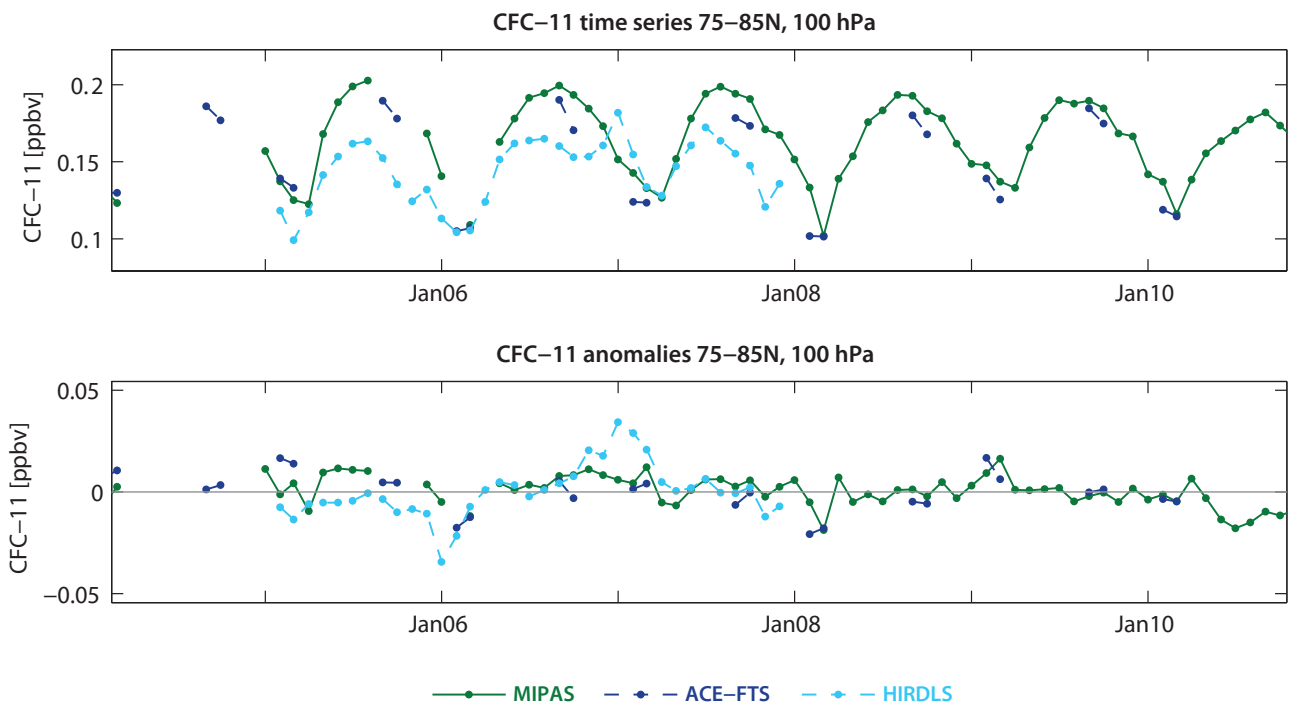 CFC−11 time series 75−85N, 100 hPa
CFC−11 [ppbv]
0.2
0.15
0.1
Jan06
Jan08
Jan10
CFC−11 anomalies 75−85N, 100 hPa
CFC−11 [ppbv]
0.05
0
−0.05
Jan06
Jan08
Jan10
MIPAS
ACE−FTS
HIRDLS